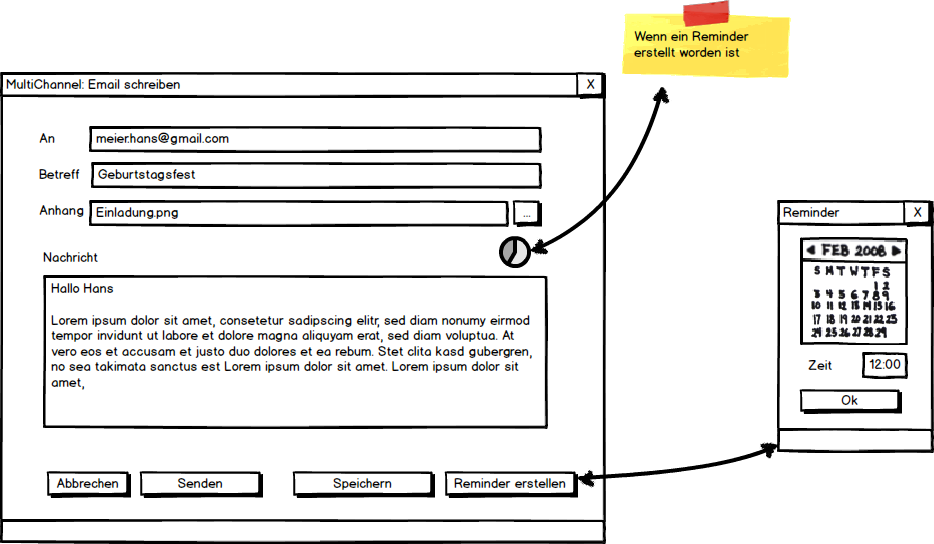 Wenn ein Reminder
erstellt worden ist
MultiChannel: Email schreiben X
An meier.hans@gmail.com
Betreff Geburtstagsfest
Anhang Einladung.png ...
Nachricht
Hallo Hans
Lorem ipsum dolor sit amet, consetetur sadipscing elitr, sed diam nonumy eirmod
tempor invidunt ut labore et dolore magna aliquyam erat, sed diam voluptua. At
vero eos et accusam et justo duo dolores et ea rebum. Stet clita kasd gubergren,
no sea takimata sanctus est Lorem ipsum dolor sit amet. Lorem ipsum dolor sit
amet,
Abbrechen Senden Speichern Reminder erstellen
Reminder X
FEB 2008
S M T W T F S
1 2
3 4 5 6 7 8 9
10 11 12 13 14 15 16
17 18 19 20 21 22 23
24 25 26 27 28 29
Zeit 12:00
Ok